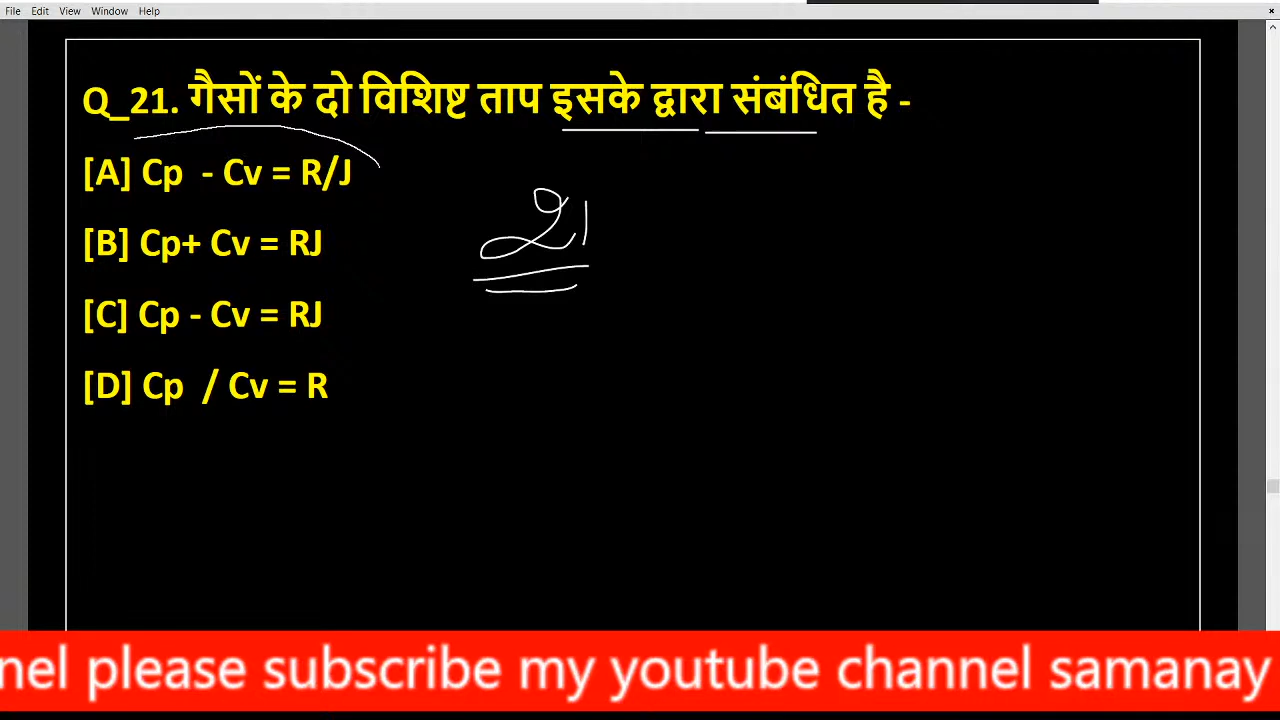 File Edit View Window Help
Q_21. गैसों के दो विशिष्ट ताप इसके द्वारा संबंधित है -
[A] Cp - Cv = R/J
[B] Cp+ Cv = RJ
[C] Cp - Cv = RJ
[D] Cp / Cv = R
21
nel please subscribe my youtube channel samanay